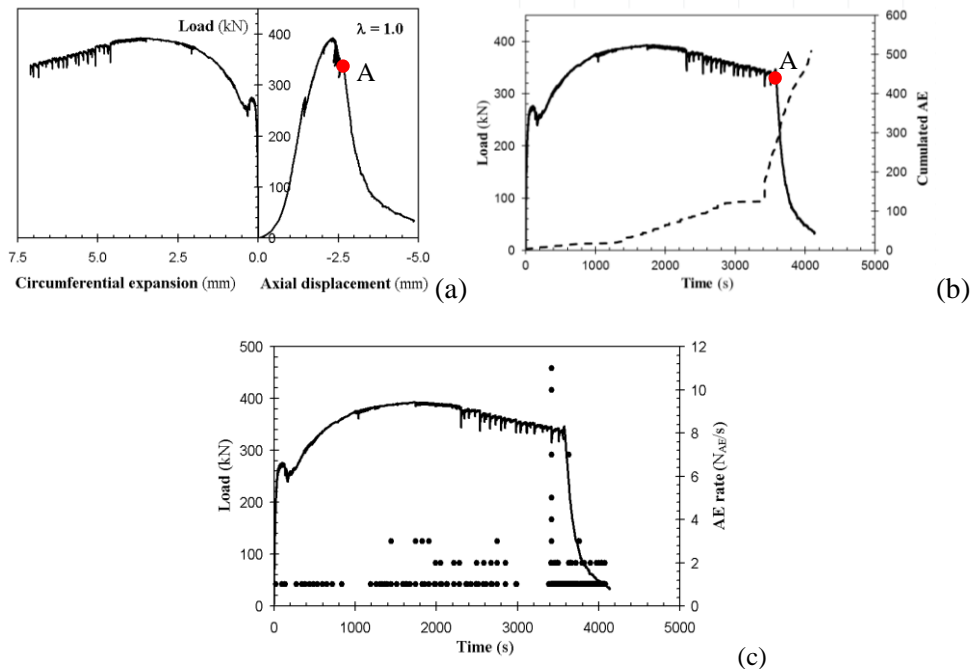 Load (kN) λ = 1.0
400
300
200
100
0
A
7.5 5.0 2.5 0.0 -2.5 -5.0
Circumferential expansion (mm) Axial displacement (mm) (a)
500
400
300
200
100
0
Load (kN)
0 1000 2000 3000 4000 5000
Time (s)
600
500
400
300
200
100
0
Cumulated AE
A
(b)
500
400
300
200
100
0
Load (kN)
0 1000 2000 3000 4000 5000
Time (s)
12
10
8
6
4
2
0
AE rate (N_AE/s)
(c)